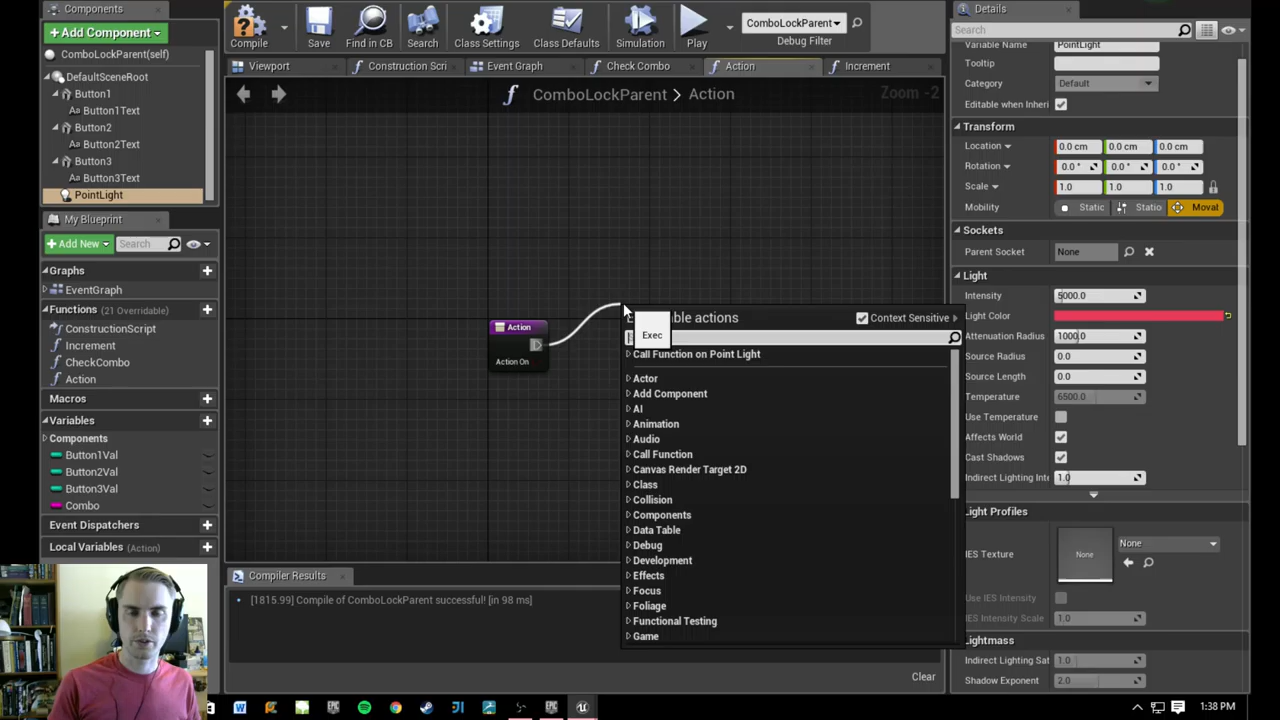 Components
Details
+ Add Component
ComboLockParent(self)
DefaultSceneRoot
Button1
Button1Text
Button2
Button2Text
Button3
Button3Text
PointLight
Compile
Save
Find in CB
Search
Class Settings
Class Defaults
Simulation
Play
ComboLockParent
Debug Filter
Viewport
Construction Scri
Event Graph
Check Combo
Action
Increment
ComboLockParent > Action
Zoom -2
My Blueprint
+ Add New
Search
Graphs
EventGraph
Functions (21 Overridable)
ConstructionScript
Increment
CheckCombo
Action
Macros
Variables
Components
Button1Val
Button2Val
Button3Val
Combo
Event Dispatchers
Local Variables (Action)
Action
Action On
able actions
Context Sensitive
Exec
Call Function on Point Light
Actor
Add Component
AI
Animation
Audio
Call Function
Canvas Render Target 2D
Class
Collision
Components
Data Table
Debug
Development
Effects
Focus
Foliage
Functional Testing
Game
Compiler Results
[1815.99] Compile of ComboLockParent successful! [in 98 ms]
Clear
Search
Variable Name PointLight
Tooltip
Category Default
Editable when Inheri
Transform
Location 0.0 cm 0.0 cm 0.0 cm
Rotation 0.0 ° 0.0 ° 0.0 °
Scale 1.0 1.0 1.0
Mobility Static Statio Moval
Sockets
Parent Socket None
Light
Intensity 5000.0
Light Color
Attenuation Radius 1000.0
Source Radius 0.0
Source Length 0.0
Temperature 6500.0
Use Temperature
Affects World
Cast Shadows
Indirect Lighting Inte 1.0
Light Profiles
IES Texture None None
Use IES Intensity
IES Intensity Scale 1.0
Lightmass
Indirect Lighting Sat 1.0
Shadow Exponent 2.0
1:38 PM